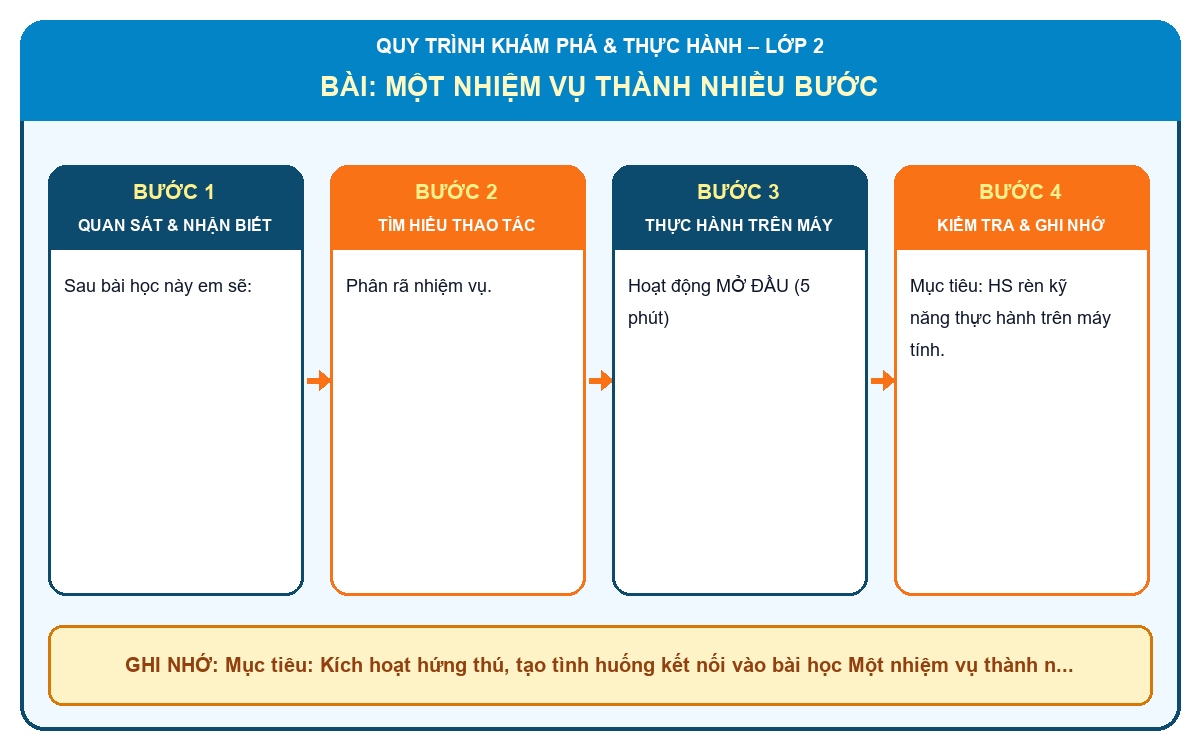 QUY TRÌNH KHÁM PHÁ & THỰC HÀNH – LỚP 2
BÀI: MỘT NHIỆM VỤ THÀNH NHIỀU BƯỚC
BƯỚC 1
QUAN SÁT & NHẬN BIẾT
Sau bài học này em sẽ:
BƯỚC 2
TÌM HIỂU THAO TÁC
Phân rã nhiệm vụ.
BƯỚC 3
THỰC HÀNH TRÊN MÁY
Hoạt động MỞ ĐẦU (5
phút)
BƯỚC 4
KIỂM TRA & GHI NHỚ
Mục tiêu: HS rèn kỹ
năng thực hành trên máy
tính.
GHI NHỚ: Mục tiêu: Kích hoạt hứng thú, tạo tình huống kết nối vào bài học Một nhiệm vụ thành n...